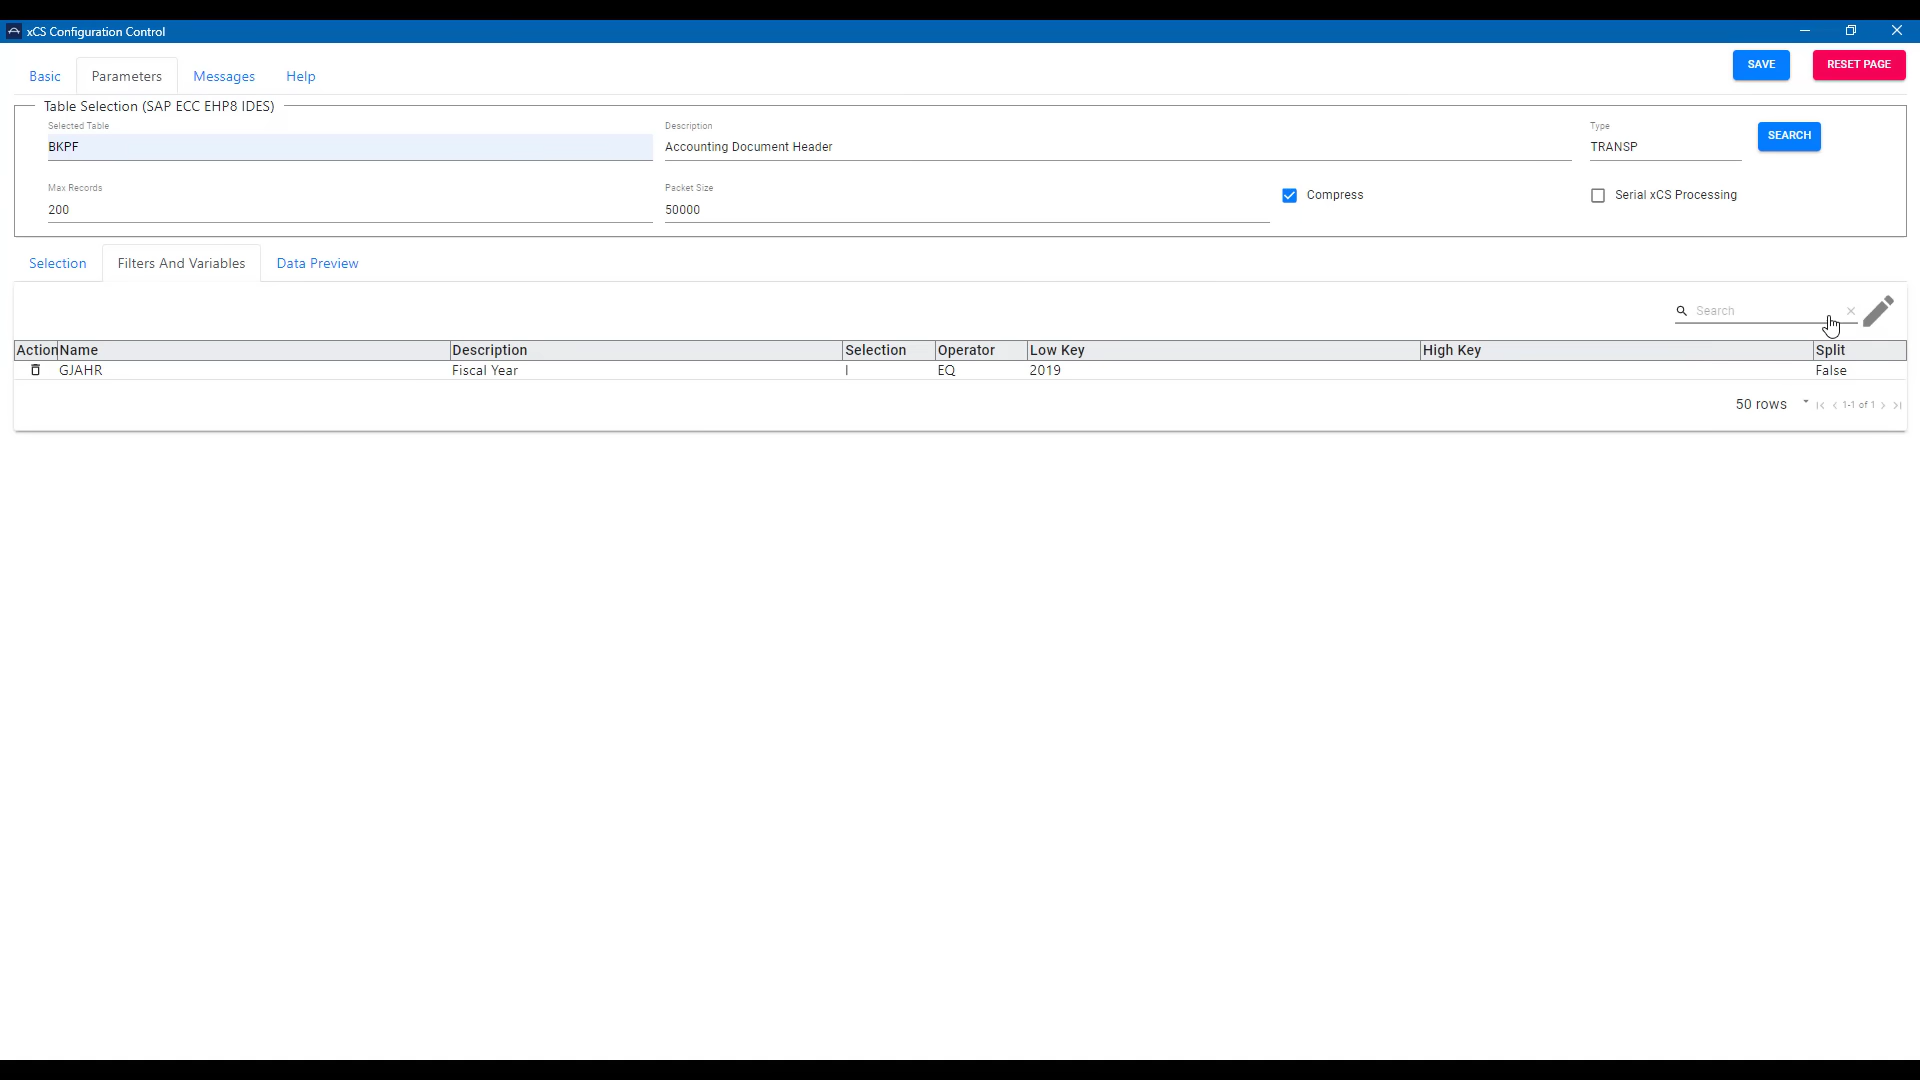 xCS Configuration Control
Basic Parameters Messages Help SAVE RESET PAGE
Table Selection (SAP ECC EHP8 IDES)
Selected Table Description Type
BKPF Accounting Document Header TRANSP SEARCH
Max Records Packet Size
200 50000 Compress Serial xCS Processing
Selection Filters And Variables Data Preview
Search
Action Name Description Selection Operator Low Key High Key Split
GJAHR Fiscal Year I EQ 2019 False
50 rows 1-1 of 1